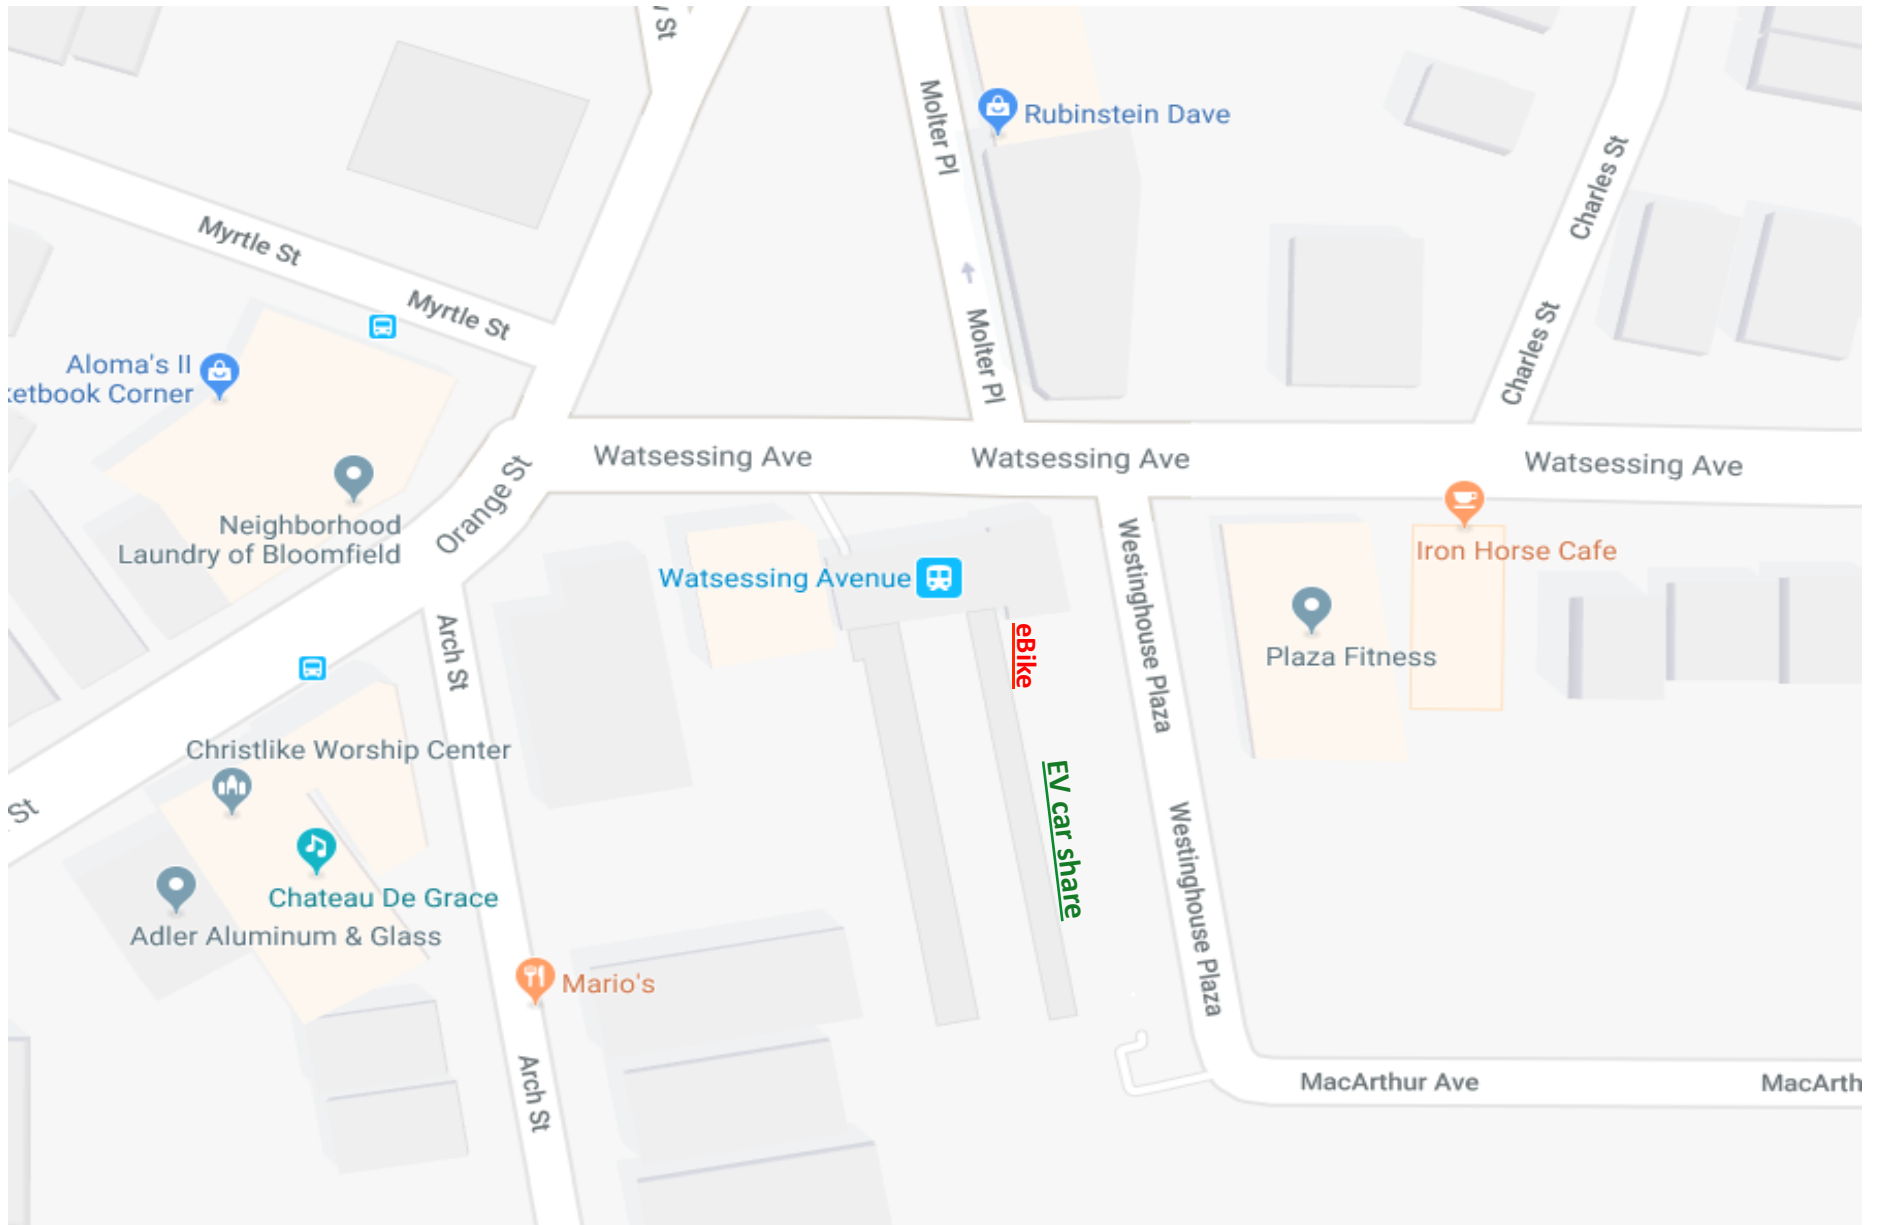 St
Molter Pl
Rubinstein Dave
Charles St
Myrtle St
Myrtle St
Molter Pl
Charles St
Aloma's II
ketbook Corner
Watsessing Ave
Watsessing Ave
Watsessing Ave
Orange St
Neighborhood
Laundry of Bloomfield
Iron Horse Cafe
Watsessing Avenue
Westinghouse Plaza
eBike
Plaza Fitness
Arch St
Christlike Worship Center
EV car share
St
Westinghouse Plaza
Chateau De Grace
Adler Aluminum & Glass
Mario's
Arch St
MacArthur Ave
MacArth